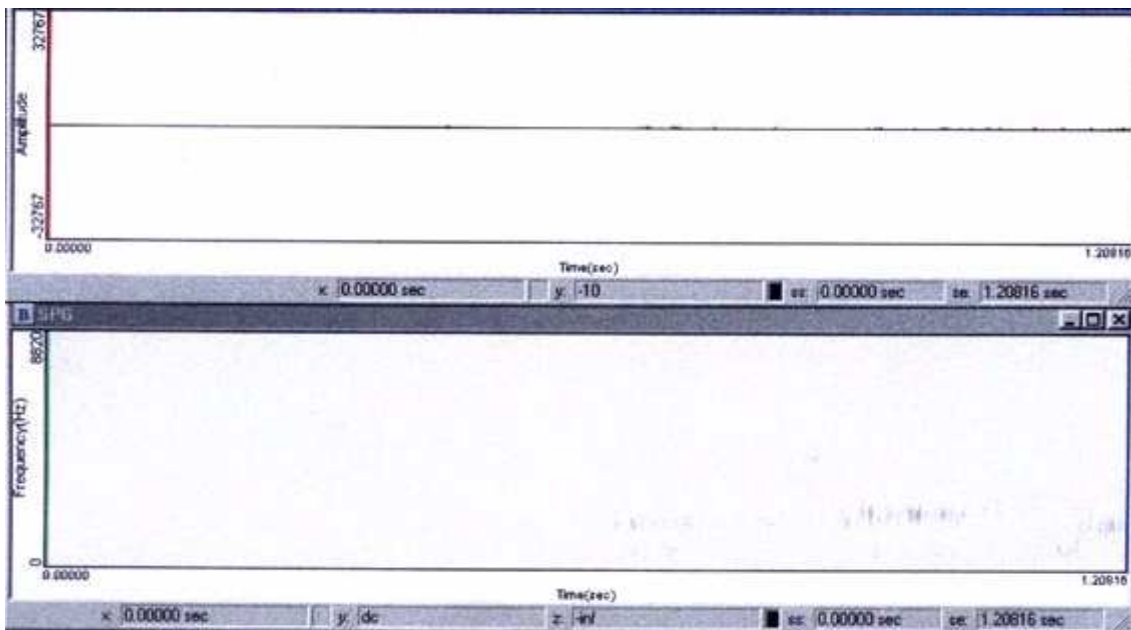 32767
Amplitude
-32767
0.00000
1.20816
Time(sec)
x: 0.00000 sec y: -10 ss: 0.00000 sec se: 1.20816 sec
B SPG
8820
Frequency(Hz)
0
0.00000
1.20816
Time(sec)
x: 0.00000 sec y: dc z: -inf ss: 0.00000 sec se: 1.20816 sec